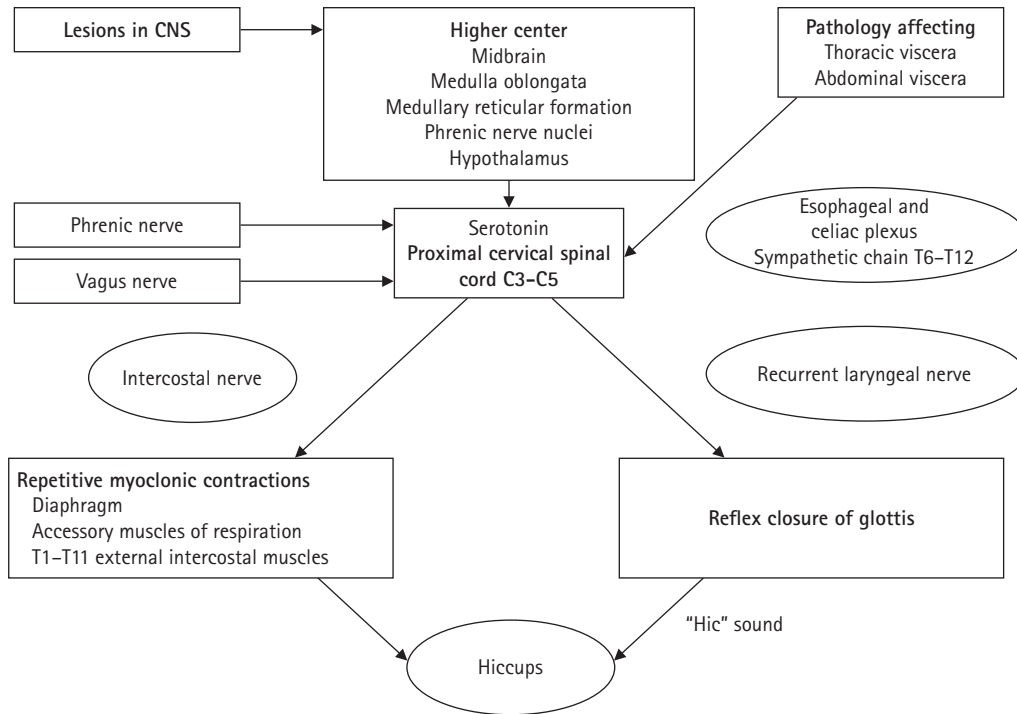 Lesions in CNS
Higher center
Midbrain
Medulla oblongata
Medullary reticular formation
Phrenic nerve nuclei
Hypothalamus
Pathology affecting
Thoracic viscera
Abdominal viscera
Phrenic nerve
Vagus nerve
Serotonin
Proximal cervical spinal
cord C3–C5
Esophageal and
celiac plexus
Sympathetic chain T6–T12
Intercostal nerve
Recurrent laryngeal nerve
Repetitive myoclonic contractions
Diaphragm
Accessory muscles of respiration
T1–T11 external intercostal muscles
Reflex closure of glottis
“Hic” sound
Hiccups